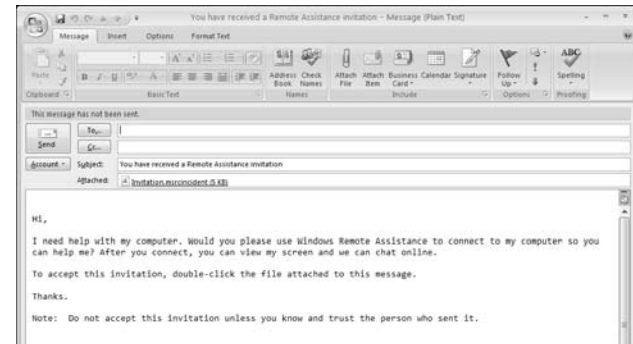 You have received a Remote Assistance invitation - Message (Plain Text)
Message Insert Options Format Text
Paste
Address Book
Check Names
Attach File
Attach Item
Business Card
Calendar
Signature
Follow Up
Spelling
Clipboard Basic Text Names Include Options Proofing
This message has not been sent.
To...
Send
Cc...
Account
Subject: You have received a Remote Assistance invitation
Attached: Invitation.msrcincident (5 KB)
Hi,
I need help with my computer. Would you please use Windows Remote Assistance to connect to my computer so you
can help me? After you connect, you can view my screen and we can chat online.
To accept this invitation, double-click the file attached to this message.
Thanks.
Note: Do not accept this invitation unless you know and trust the person who sent it.